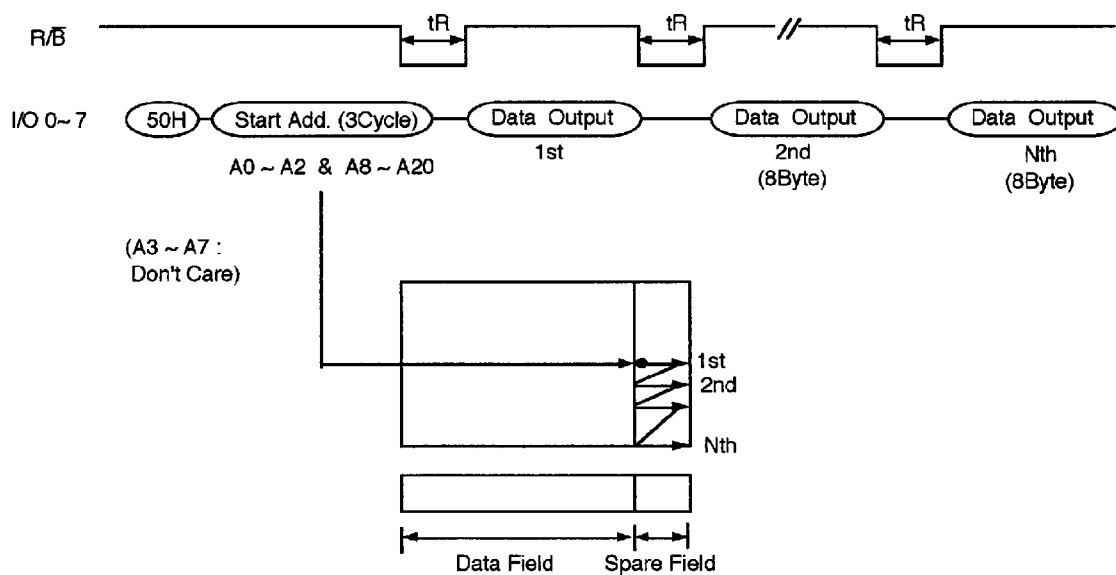 tR tR tR
R/B̅
I/O 0~ 7 50H Start Add. (3Cycle) Data Output Data Output Data Output
1st 2nd Nth
(8Byte) (8Byte)
A0 ~ A2 & A8 ~ A20
(A3 ~ A7 :
Don't Care)
1st
2nd
Nth
Data Field Spare Field